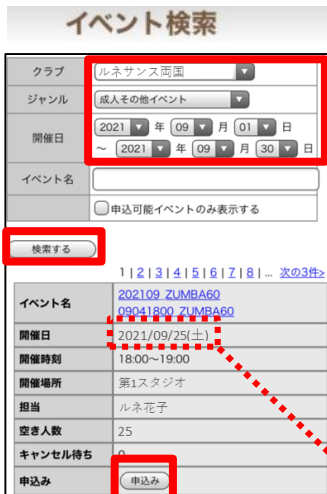 イベント検索
クラブ ルネサンス両国
ジャンル 成人その他イベント
開催日 2021 年 09 月 01 日
～ 2021 年 09 月 30 日
イベント名
申込可能イベントのみ表示する
検索する
1 | 2 | 3 | 4 | 5 | 6 | 7 | 8 | ... 次の3件>
イベント名 202109 ZUMBA60
09041800 ZUMBA60
開催日 2021/09/25(土)
開催時刻 18:00～19:00
開催場所 第1スタジオ
担当 ルネ花子
空き人数 25
キャンセル待ち 0
申込み 申込み